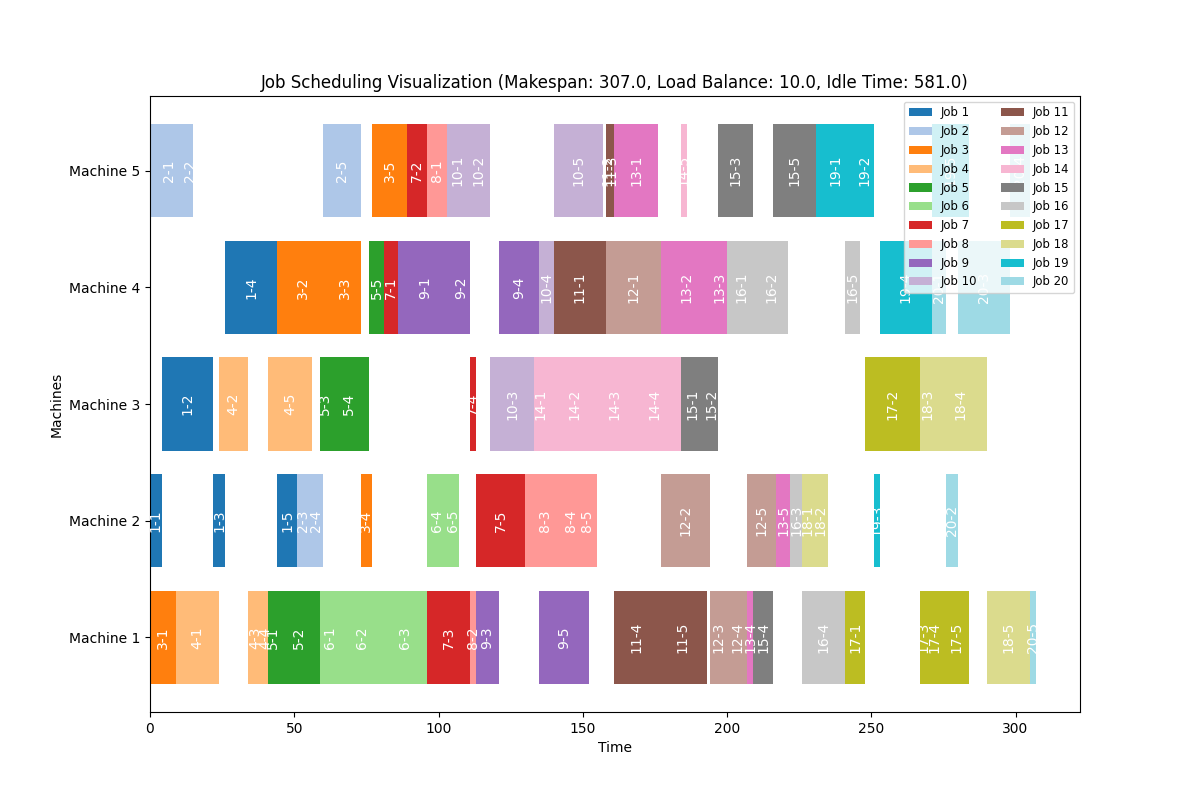 Job Scheduling Visualization (Makespan: 307.0, Load Balance: 10.0, Idle Time: 581.0)
Job 1 Job 11
Job 2 Job 12
Job 3 Job 13
Job 4 Job 14
Job 5 Job 15
Job 6 Job 16
Job 7 Job 17
Job 8 Job 18
Job 9 Job 19
Job 10 Job 20
Machine 5 2-1 2-2 2-5 3-5 7-2 8-1 10-1 10-2 10-5 11-3 13-1 15-3 15-5 19-1 19-2
Machine 4 1-4 3-2 3-3 5-5 7-1 9-1 9-2 9-4 10-4 11-1 12-1 13-2 13-3 16-1 16-2 16-5 19-4
Machine 3 1-2 4-2 4-5 5-3 5-4 7-4 10-3 14-1 14-2 14-3 14-4 15-1 15-2 17-2 18-3 18-4
Machine 2 1-1 1-3 1-5 2-3 2-4 3-4 6-4 6-5 7-5 8-3 8-4 8-5 12-2 12-5 13-5 16-3 18-1 18-2 19-3 20-2
Machine 1 3-1 4-1 4-3 4-4 5-1 5-2 6-1 6-2 6-3 7-3 8-2 9-3 9-5 11-4 11-5 12-3 12-4 13-4 15-4 16-4 17-1 17-3 17-4 17-5 18-5 20-5
Machines
0 50 100 150 200 250 300
Time